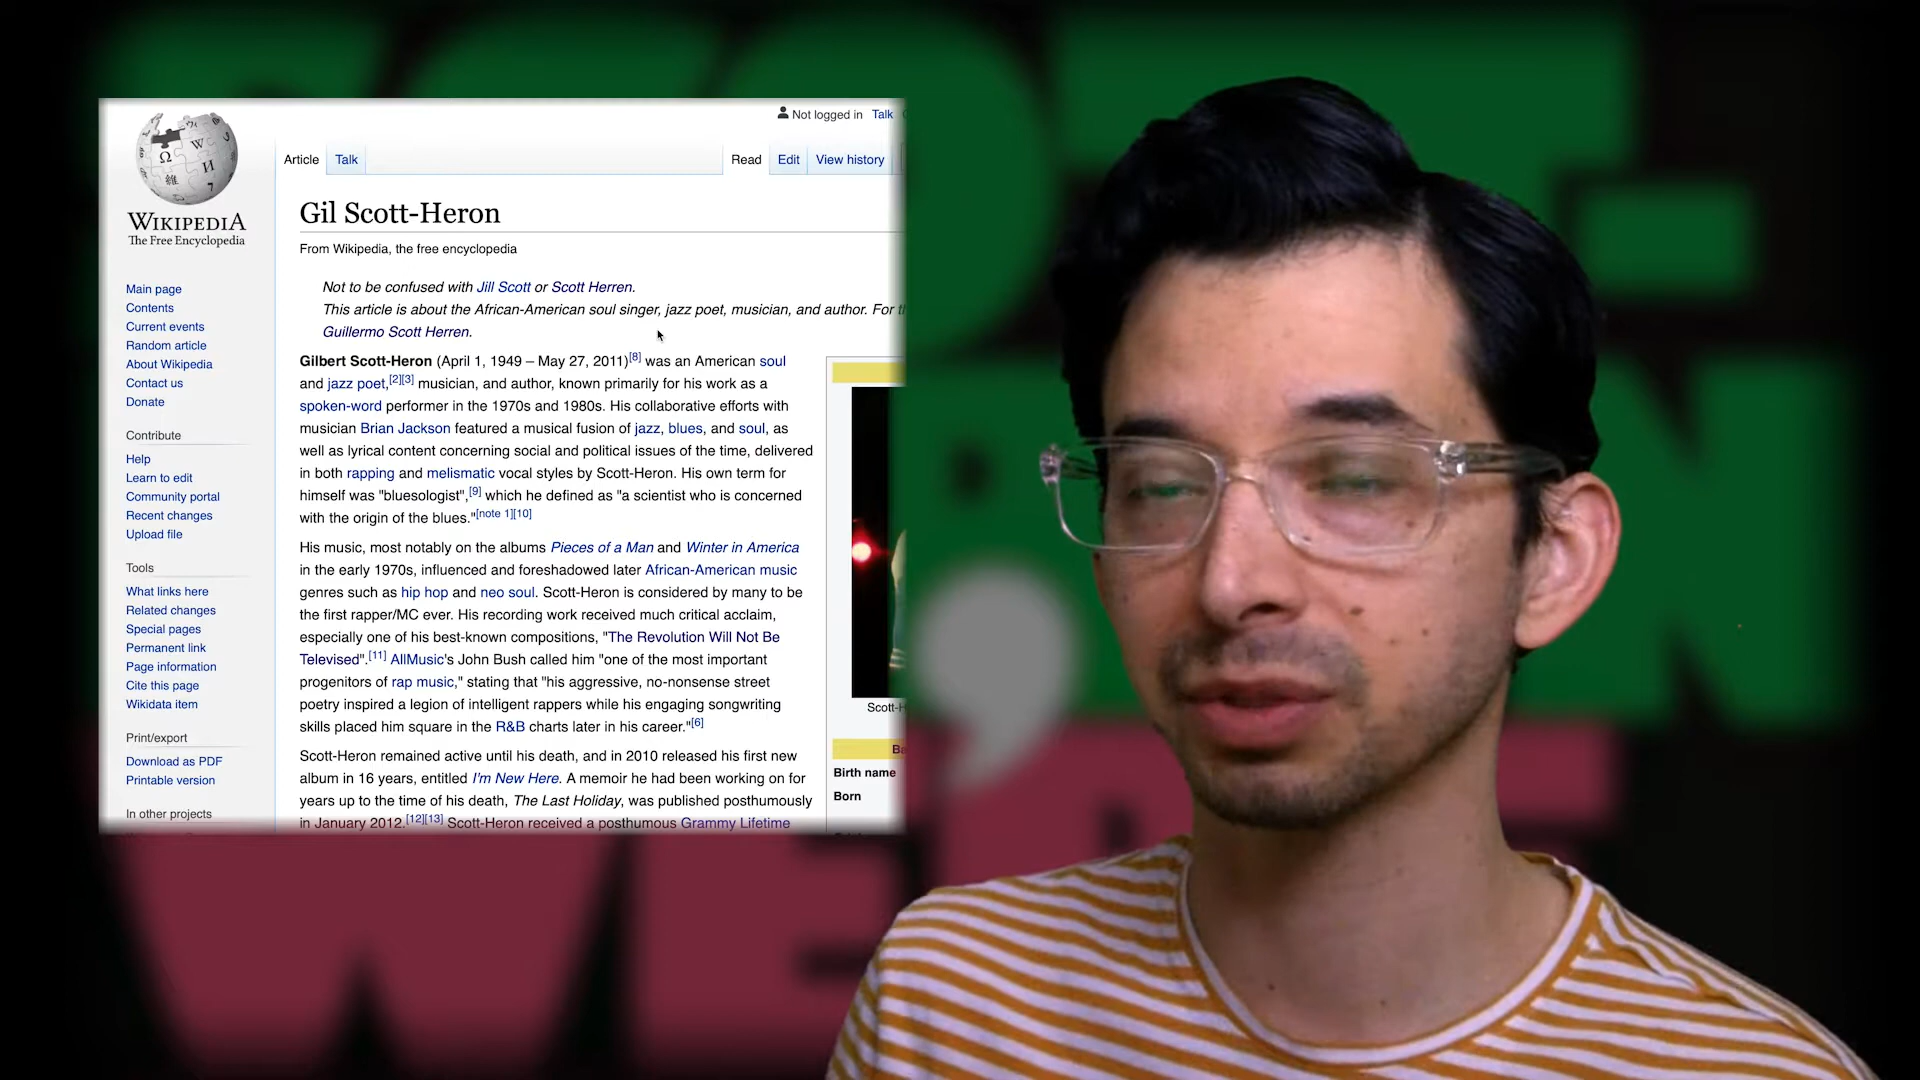 Not logged in Talk
Article Talk Read Edit View history
WIKIPEDIA
The Free Encyclopedia
Main page
Contents
Current events
Random article
About Wikipedia
Contact us
Donate
Contribute
Help
Learn to edit
Community portal
Recent changes
Upload file
Tools
What links here
Related changes
Special pages
Permanent link
Page information
Cite this page
Wikidata item
Print/export
Download as PDF
Printable version
In other projects
Gil Scott-Heron
From Wikipedia, the free encyclopedia
Not to be confused with Jill Scott or Scott Herren.
This article is about the African-American soul singer, jazz poet, musician, and author. For
Guillermo Scott Herren.
Gilbert Scott-Heron (April 1, 1949 – May 27, 2011)[8] was an American soul
and jazz poet,[2][3] musician, and author, known primarily for his work as a
spoken-word performer in the 1970s and 1980s. His collaborative efforts with
musician Brian Jackson featured a musical fusion of jazz, blues, and soul, as
well as lyrical content concerning social and political issues of the time, delivered
in both rapping and melismatic vocal styles by Scott-Heron. His own term for
himself was "bluesologist",[9] which he defined as "a scientist who is concerned
with the origin of the blues."[note 1][10]
His music, most notably on the albums Pieces of a Man and Winter in America
in the early 1970s, influenced and foreshadowed later African-American music
genres such as hip hop and neo soul. Scott-Heron is considered by many to be
the first rapper/MC ever. His recording work received much critical acclaim,
especially one of his best-known compositions, "The Revolution Will Not Be
Televised".[11] AllMusic's John Bush called him "one of the most important
progenitors of rap music," stating that "his aggressive, no-nonsense street
poetry inspired a legion of intelligent rappers while his engaging songwriting
skills placed him square in the R&B charts later in his career."[6]
Scott-Heron remained active until his death, and in 2010 released his first new
album in 16 years, entitled I'm New Here. A memoir he had been working on for
years up to the time of his death, The Last Holiday, was published posthumously
in January 2012.[12][13] Scott-Heron received a posthumous Grammy Lifetime
Birth name
Born